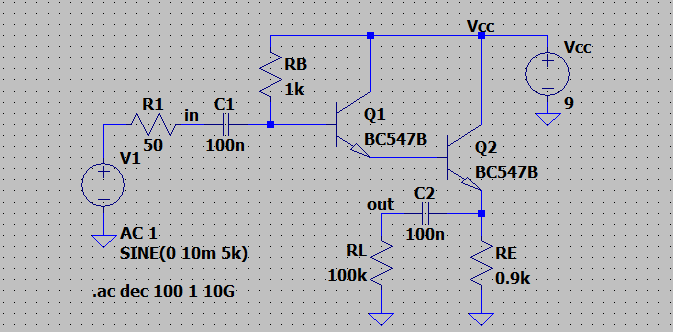 Vcc
RB
1k
Vcc
9
R1
50
in
C1
100n
Q1
BC547B
V1
Q2
BC547B
C2
100n
out
AC 1
SINE(0 10m 5k)
RL
100k
RE
0.9k
.ac dec 100 1 10G